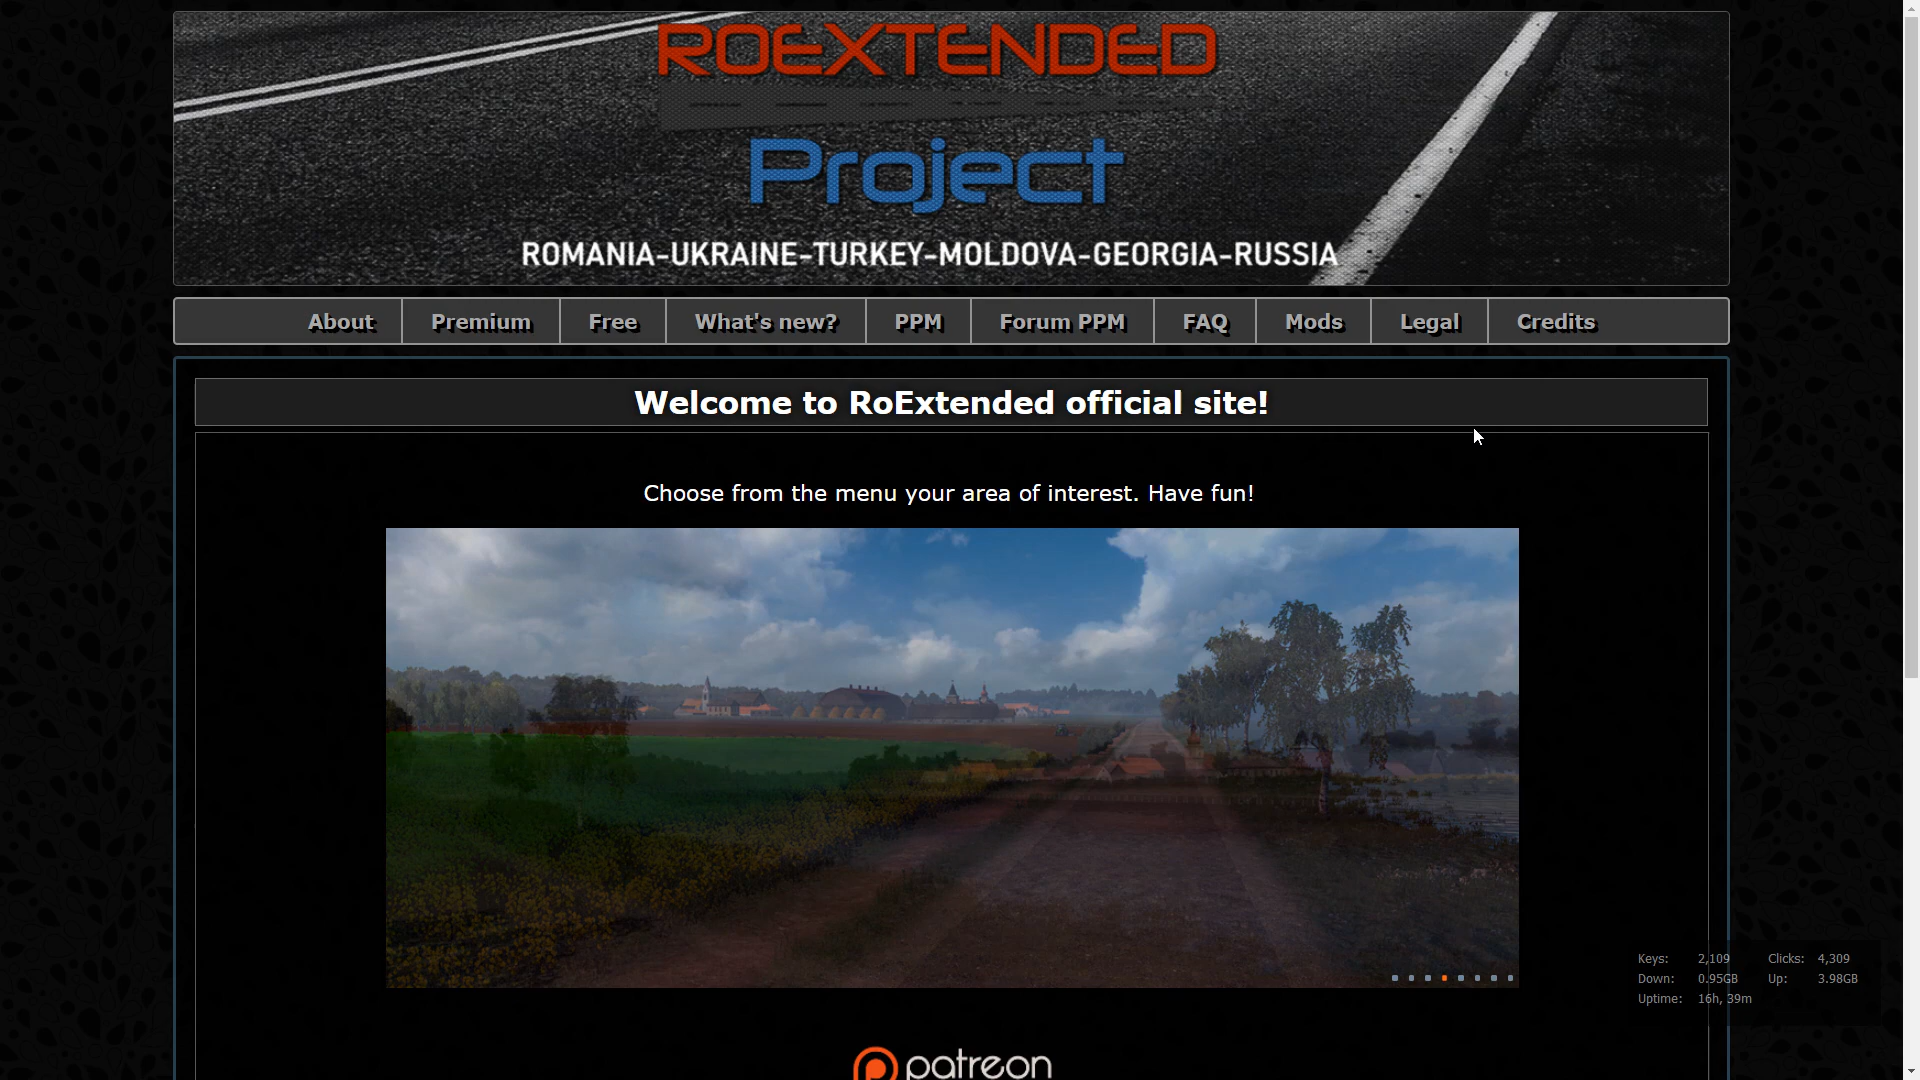 ROEXTENDED
Project
ROMANIA-UKRAINE-TURKEY-MOLDOVA-GEORGIA-RUSSIA
About Premium Free What's new? PPM Forum PPM FAQ Mods Legal Credits
Welcome to RoExtended official site!
Choose from the menu your area of interest. Have fun!
Keys: 2,109 Clicks: 4,309
Down: 0.95GB Up: 3.98GB
Uptime: 16h, 39m
patreon